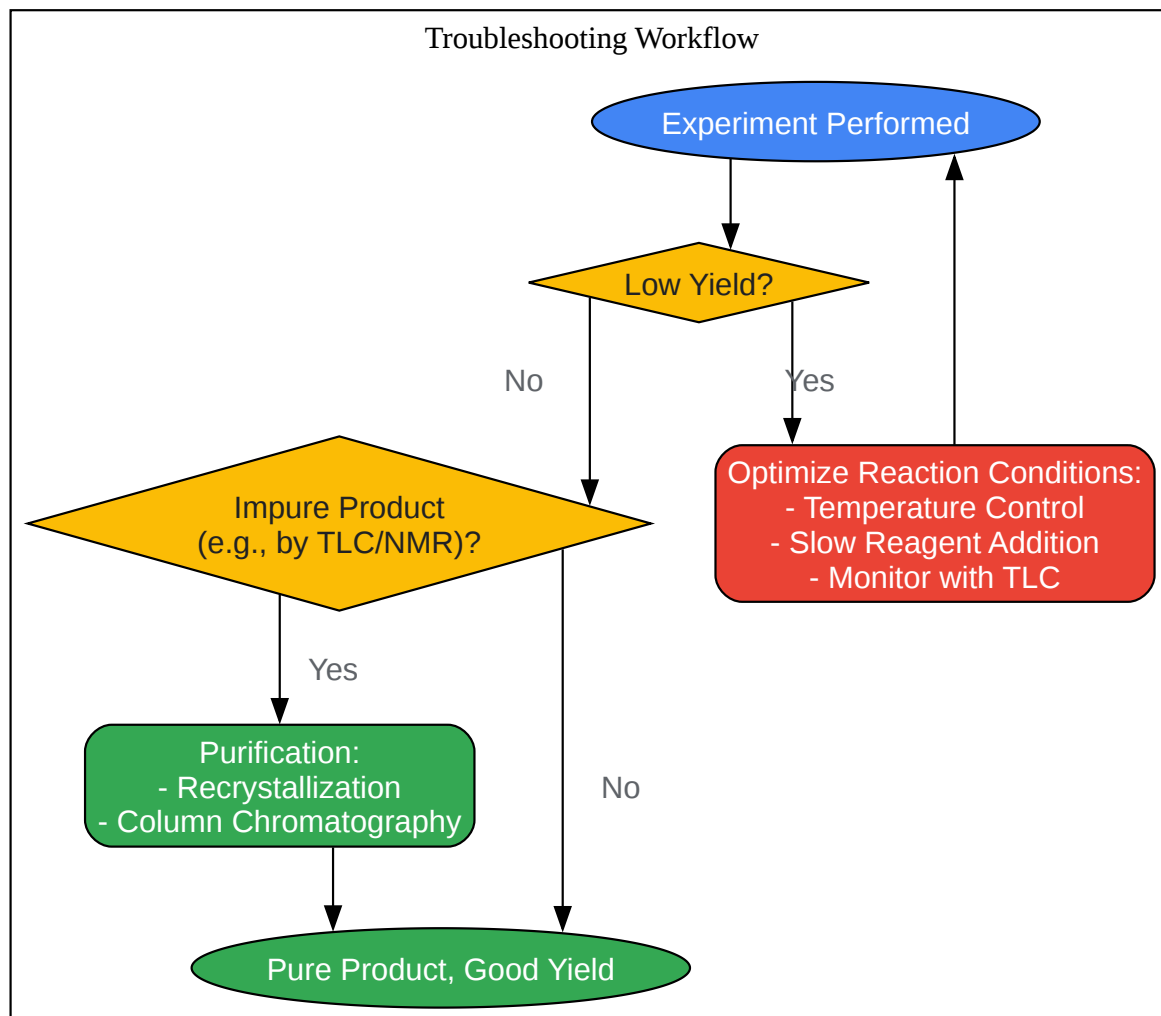 Troubleshooting Workflow
Experiment Performed
Low Yield?
No
Yes
Impure Product
(e.g., by TLC/NMR)?
Optimize Reaction Conditions:
- Temperature Control
- Slow Reagent Addition
- Monitor with TLC
Yes
Purification:
- Recrystallization
- Column Chromatography
No
Pure Product, Good Yield